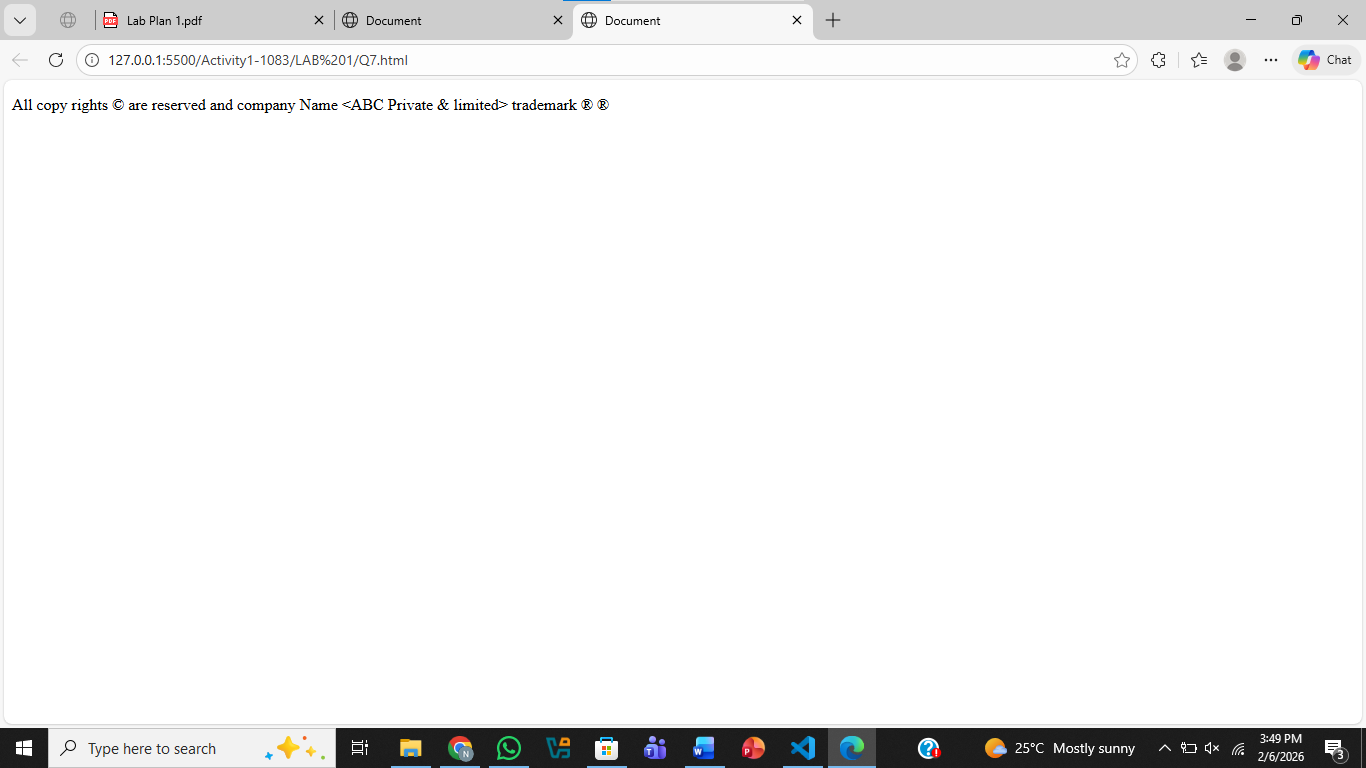 Lab Plan 1.pdf
Document
Document
127.0.0.1:5500/Activity1-1083/LAB%201/Q7.html
Chat
All copy rights © are reserved and company Name <ABC Private & limited> trademark ® ®
Type here to search
25°C Mostly sunny
3:49 PM
2/6/2026
3